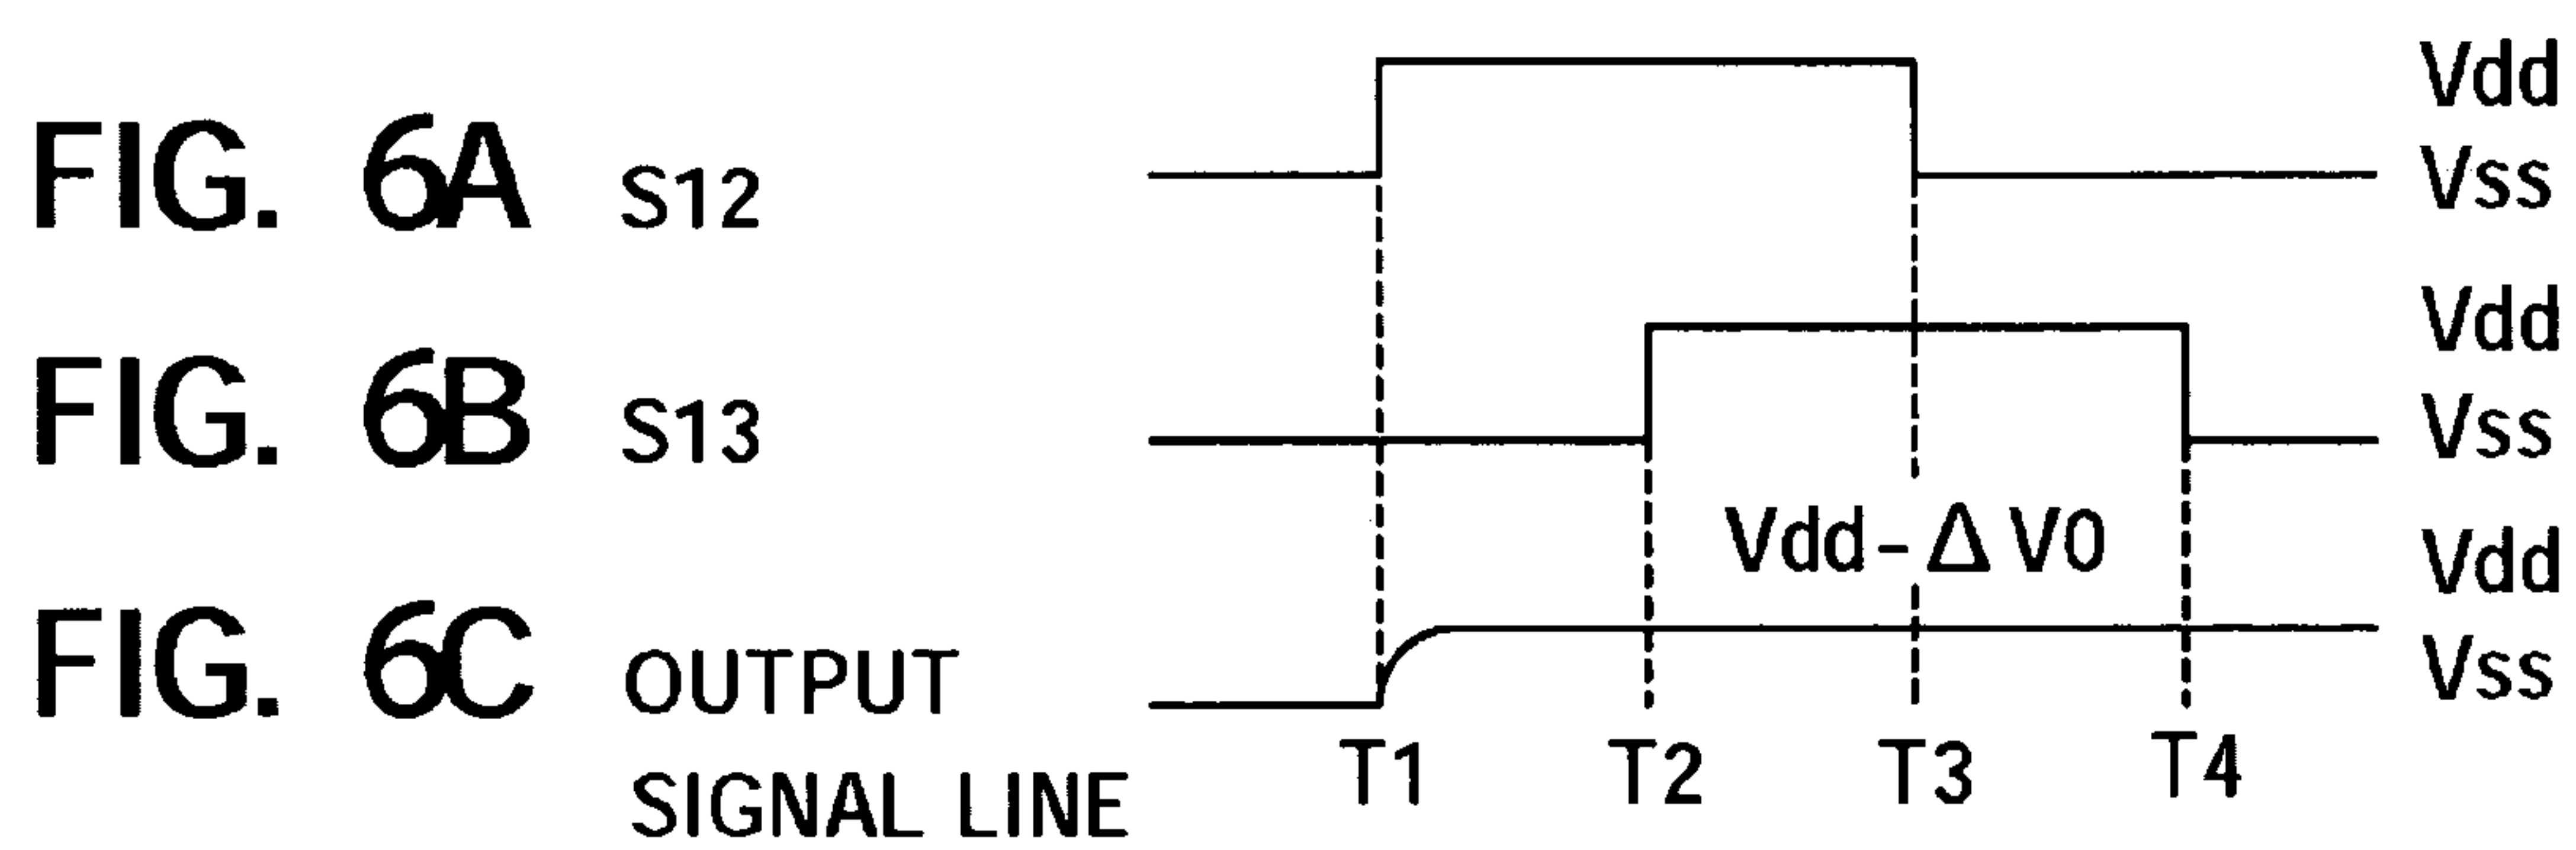 FIG. 6A S12 Vdd
Vss
FIG. 6B S13 Vdd
Vss
Vdd-Δ V0
FIG. 6C OUTPUT SIGNAL LINE Vdd
Vss
T1 T2 T3 T4